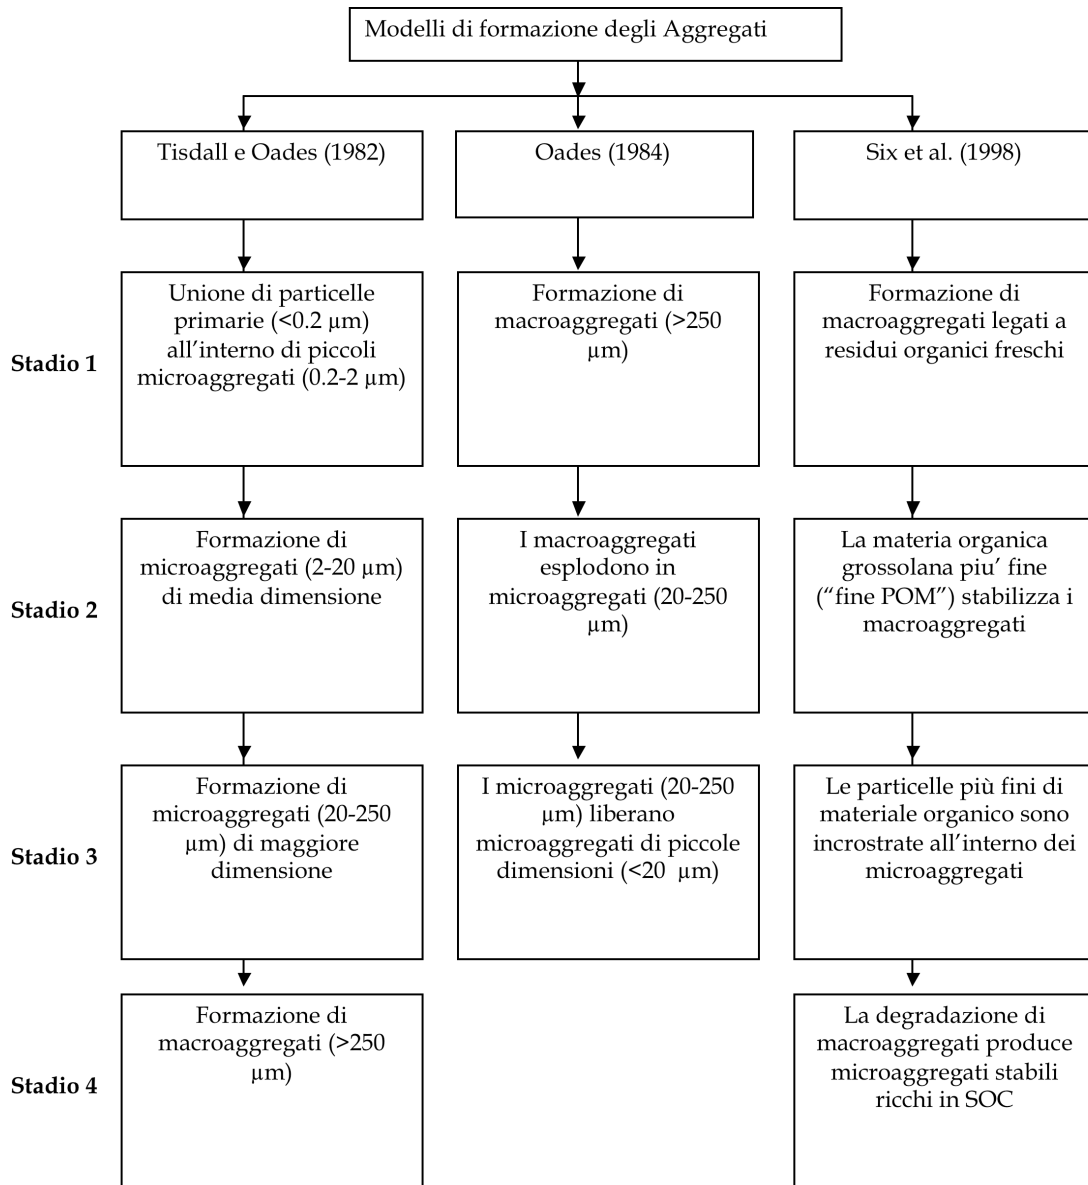 Modelli di formazione degli Aggregati
Tisdall e Oades (1982)
Oades (1984)
Six et al. (1998)
Stadio 1
Unione di particelle
primarie (<0.2 µm)
all'interno di piccoli
microaggregati (0.2-2 µm)
Formazione di
macroaggregati (>250
µm)
Formazione di
macroaggregati legati a
residui organici freschi
Stadio 2
Formazione di
microaggregati (2-20 µm)
di media dimensione
I macroaggregati
esplodono in
microaggregati (20-250
µm)
La materia organica
grossolana piu' fine
("fine POM") stabilizza i
macroaggregati
Stadio 3
Formazione di
microaggregati (20-250
µm) di maggiore
dimensione
I microaggregati (20-250
µm) liberano
microaggregati di piccole
dimensioni (<20 µm)
Le particelle più fini di
materiale organico sono
incrostrate all'interno dei
microaggregati
Stadio 4
Formazione di
macroaggregati (>250
µm)
La degradazione di
macroaggregati produce
microaggregati stabili
ricchi in SOC